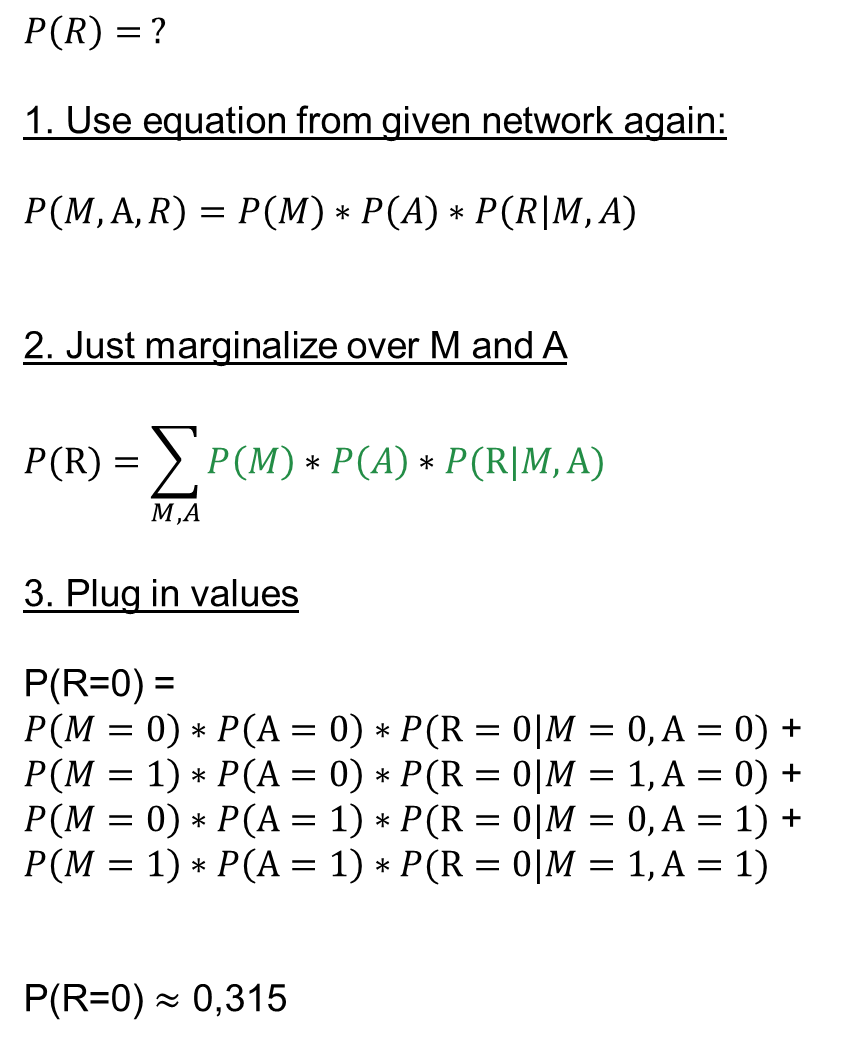 P(R) = ?
1. Use equation from given network again:
P(M, A, R) = P(M) ∗ P(A) ∗ P(R|M, A)
2. Just marginalize over M and A
P(R) = ∑ P(M) ∗ P(A) ∗ P(R|M, A)
M,A
3. Plug in values
P(R=0) =
P(M = 0) ∗ P(A = 0) ∗ P(R = 0|M = 0, A = 0) +
P(M = 1) ∗ P(A = 0) ∗ P(R = 0|M = 1, A = 0) +
P(M = 0) ∗ P(A = 1) ∗ P(R = 0|M = 0, A = 1) +
P(M = 1) ∗ P(A = 1) ∗ P(R = 0|M = 1, A = 1)
P(R=0) ≈ 0,315